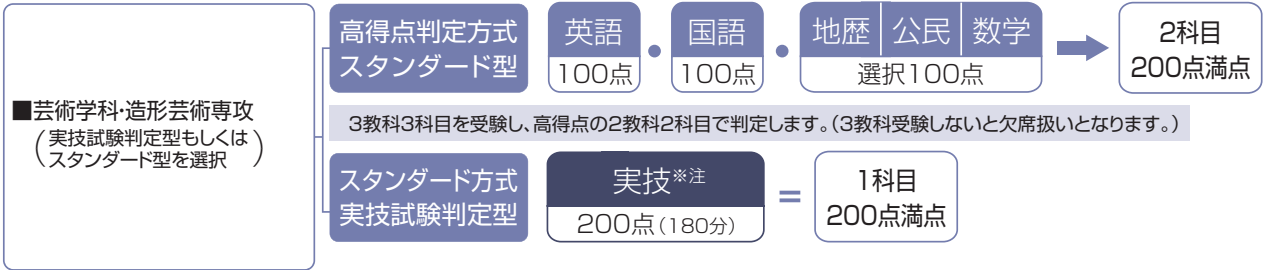 ■芸術学科・造形芸術専攻
(実技試験判定型もしくは
スタンダード型を選択)
高得点判定方式
スタンダード型
英語
100点
・
国語
100点
・
地歴 公民 数学
選択100点
2科目
200点満点
3教科3科目を受験し、高得点の2教科2科目で判定します。(3教科受験しないと欠席扱いとなります。)
スタンダード方式
実技試験判定型
実技※注
200点(180分)
=
1科目
200点満点